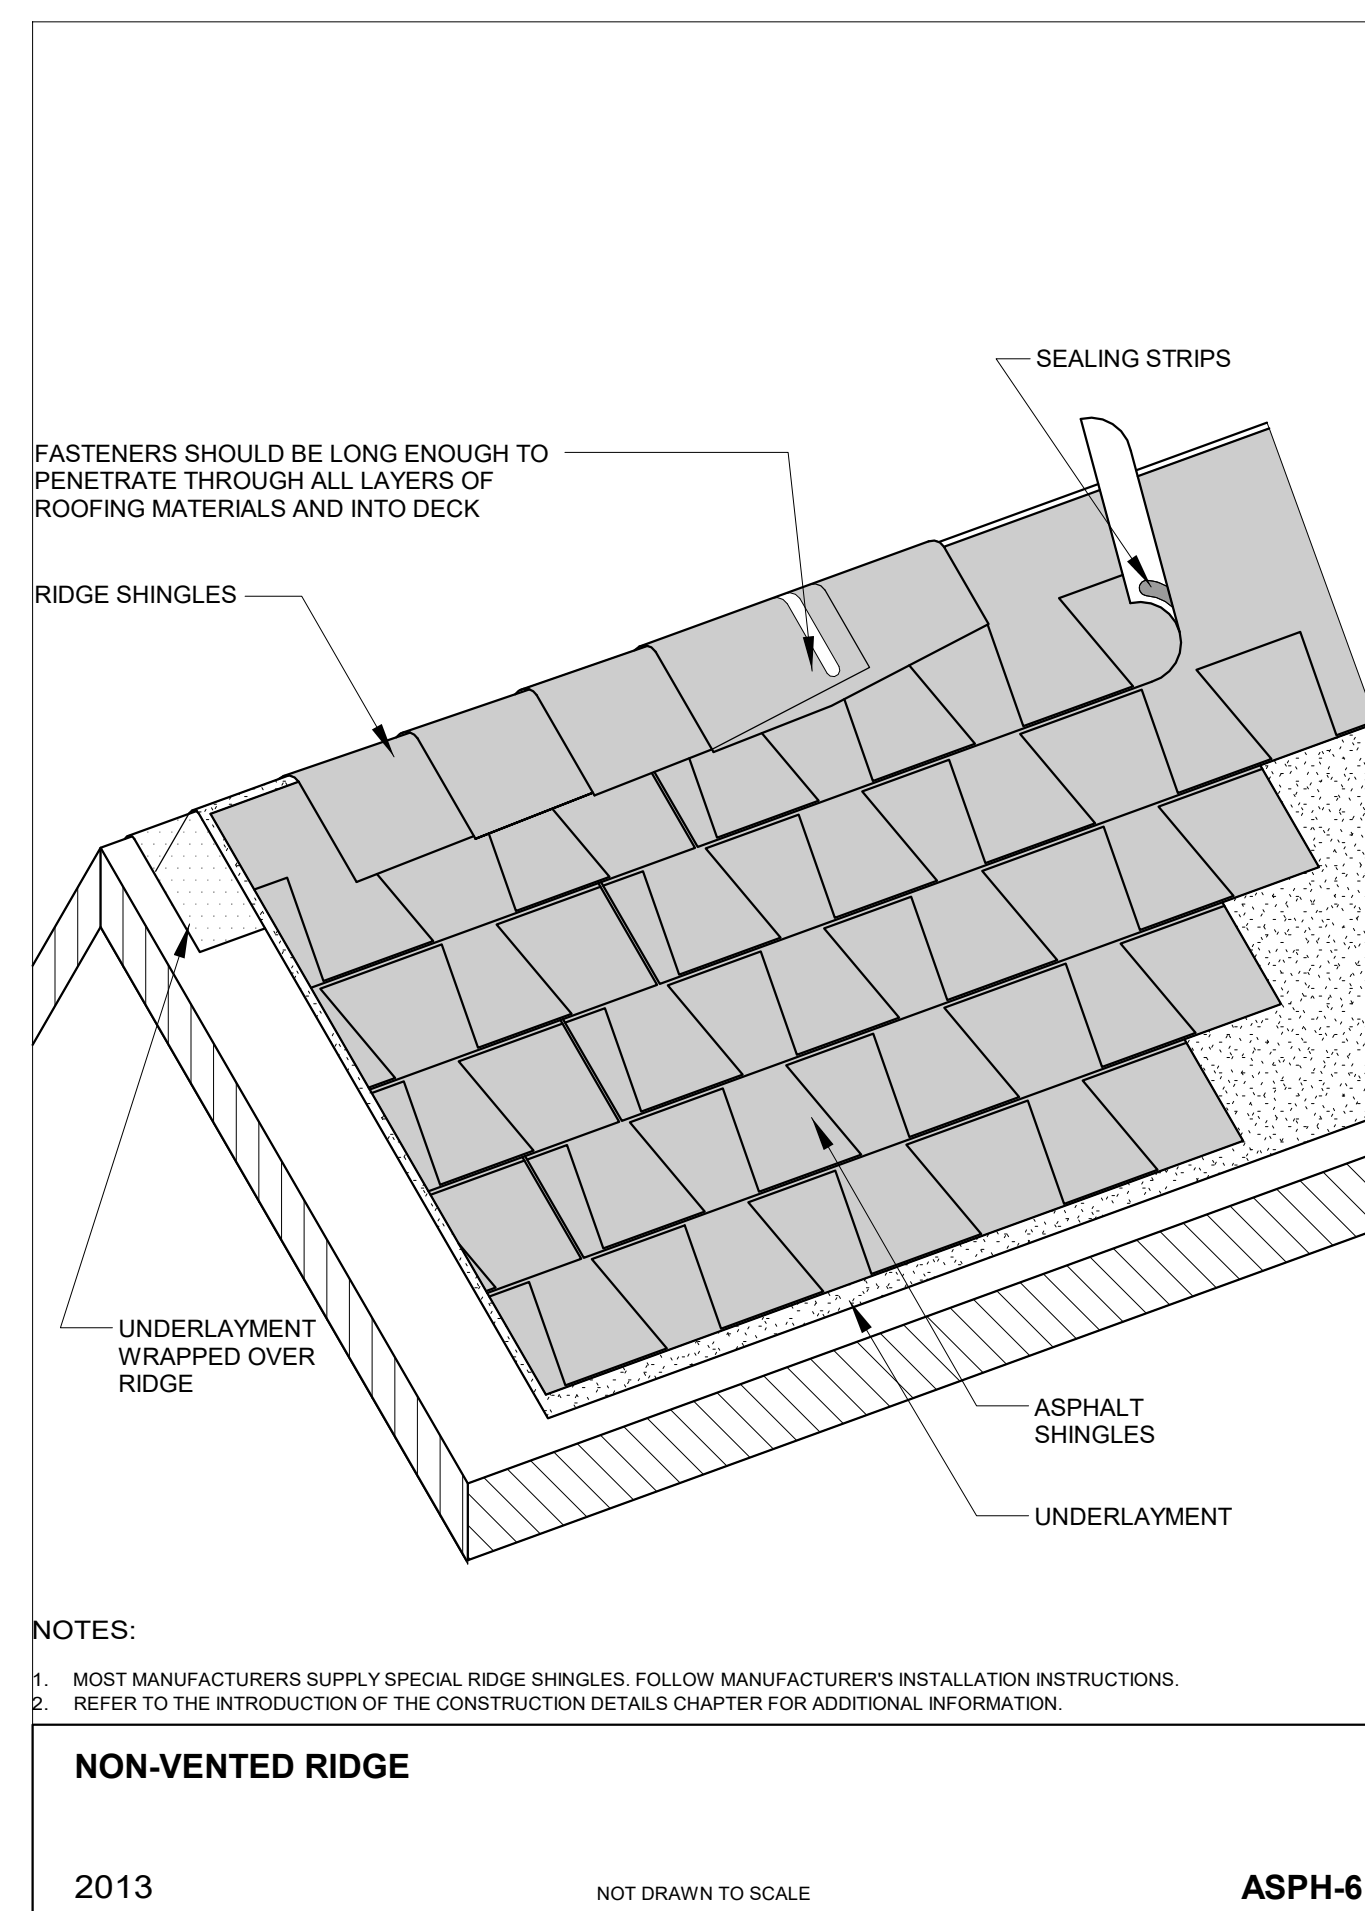 SEALING STRIPS
FASTENERS SHOULD BE LONG ENOUGH TO
PENETRATE THROUGH ALL LAYERS OF
ROOFING MATERIALS AND INTO DECK
RIDGE SHINGLES
UNDERLAYMENT
WRAPPED OVER
RIDGE
ASPHALT
SHINGLES
UNDERLAYMENT
NOTES:
1. MOST MANUFACTURERS SUPPLY SPECIAL RIDGE SHINGLES. FOLLOW MANUFACTURER'S INSTALLATION INSTRUCTIONS.
2. REFER TO THE INTRODUCTION OF THE CONSTRUCTION DETAILS CHAPTER FOR ADDITIONAL INFORMATION.
NON-VENTED RIDGE
2013
NOT DRAWN TO SCALE
ASPH-6